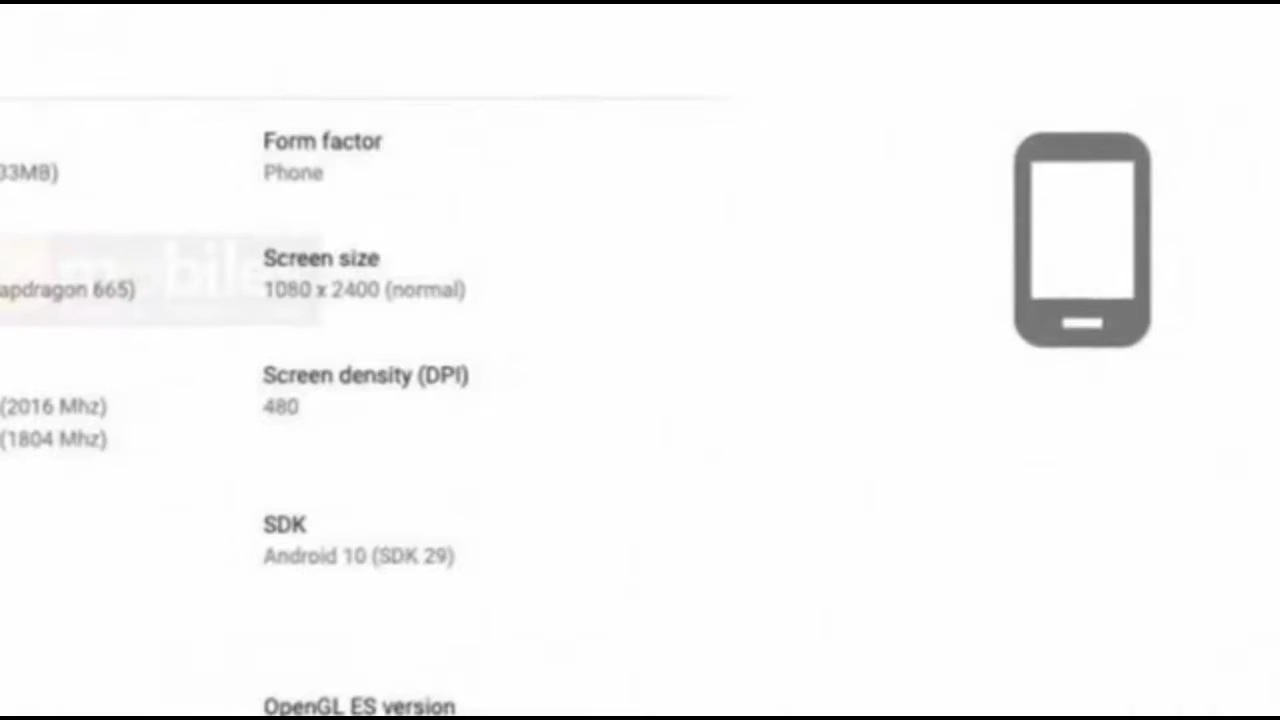 Form factor
33MB)
Phone
Screen size
apdragon 665)
1080 x 2400 (normal)
Screen density (DPI)
(2016 Mhz)
480
(1804 Mhz)
SDK
Android 10 (SDK 29)
OpenGL ES version